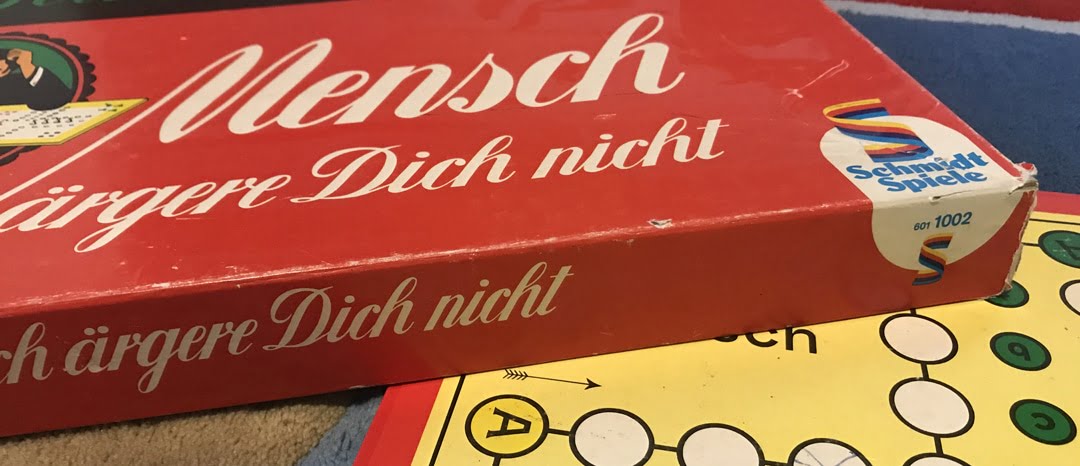 Mensch
ärgere Dich nicht
Schmidt
Spiele
601 1002
ch ärgere Dich nicht
sch
A
b
a
c